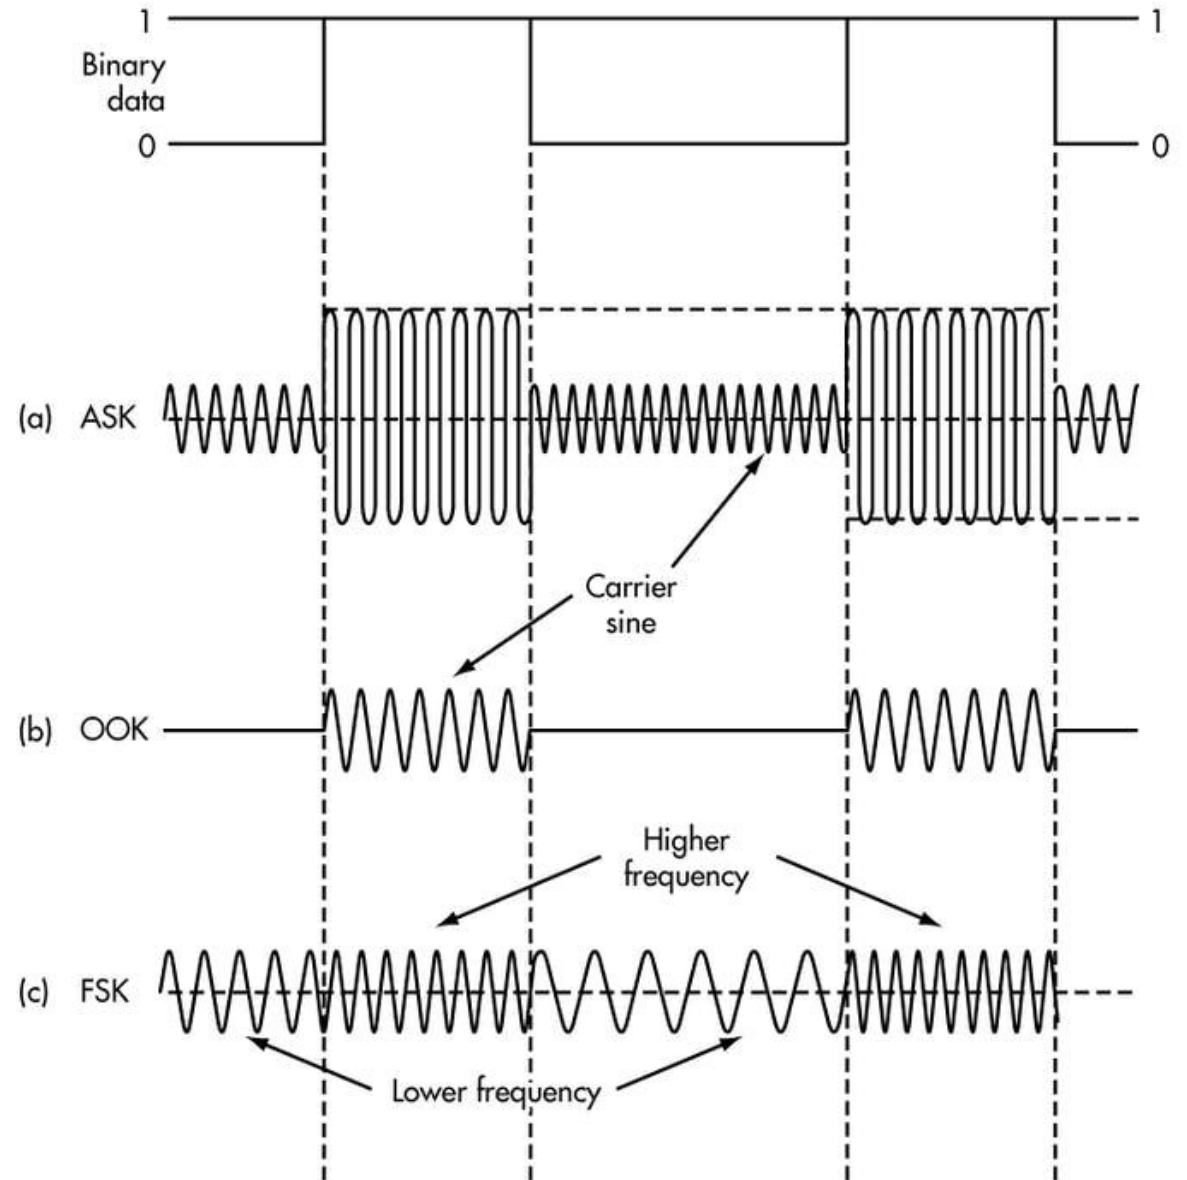 1
1
Binary
data
0
0
(a) ASK
Carrier
sine
(b) OOK
Higher
frequency
(c) FSK
Lower frequency